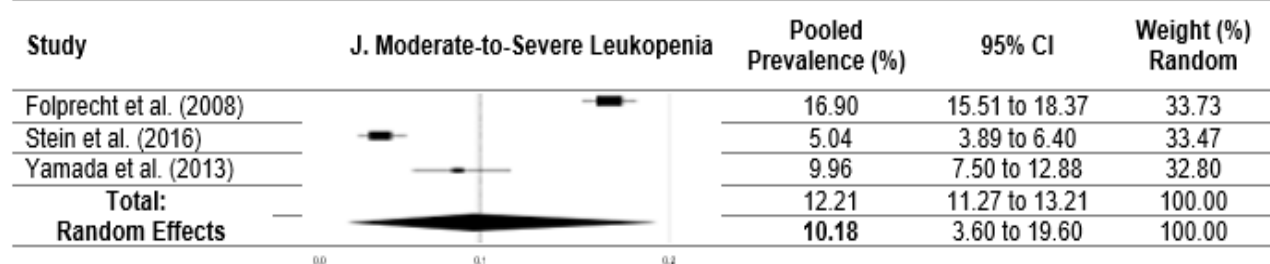 Study J. Moderate-to-Severe Leukopenia Pooled Prevalence (%) 95% CI Weight (%) Random
Folprecht et al. (2008) 16.90 15.51 to 18.37 33.73
Stein et al. (2016) 5.04 3.89 to 6.40 33.47
Yamada et al. (2013) 9.96 7.50 to 12.88 32.80
Total: 12.21 11.27 to 13.21 100.00
Random Effects 10.18 3.60 to 19.60 100.00
0.0 0.1 0.2